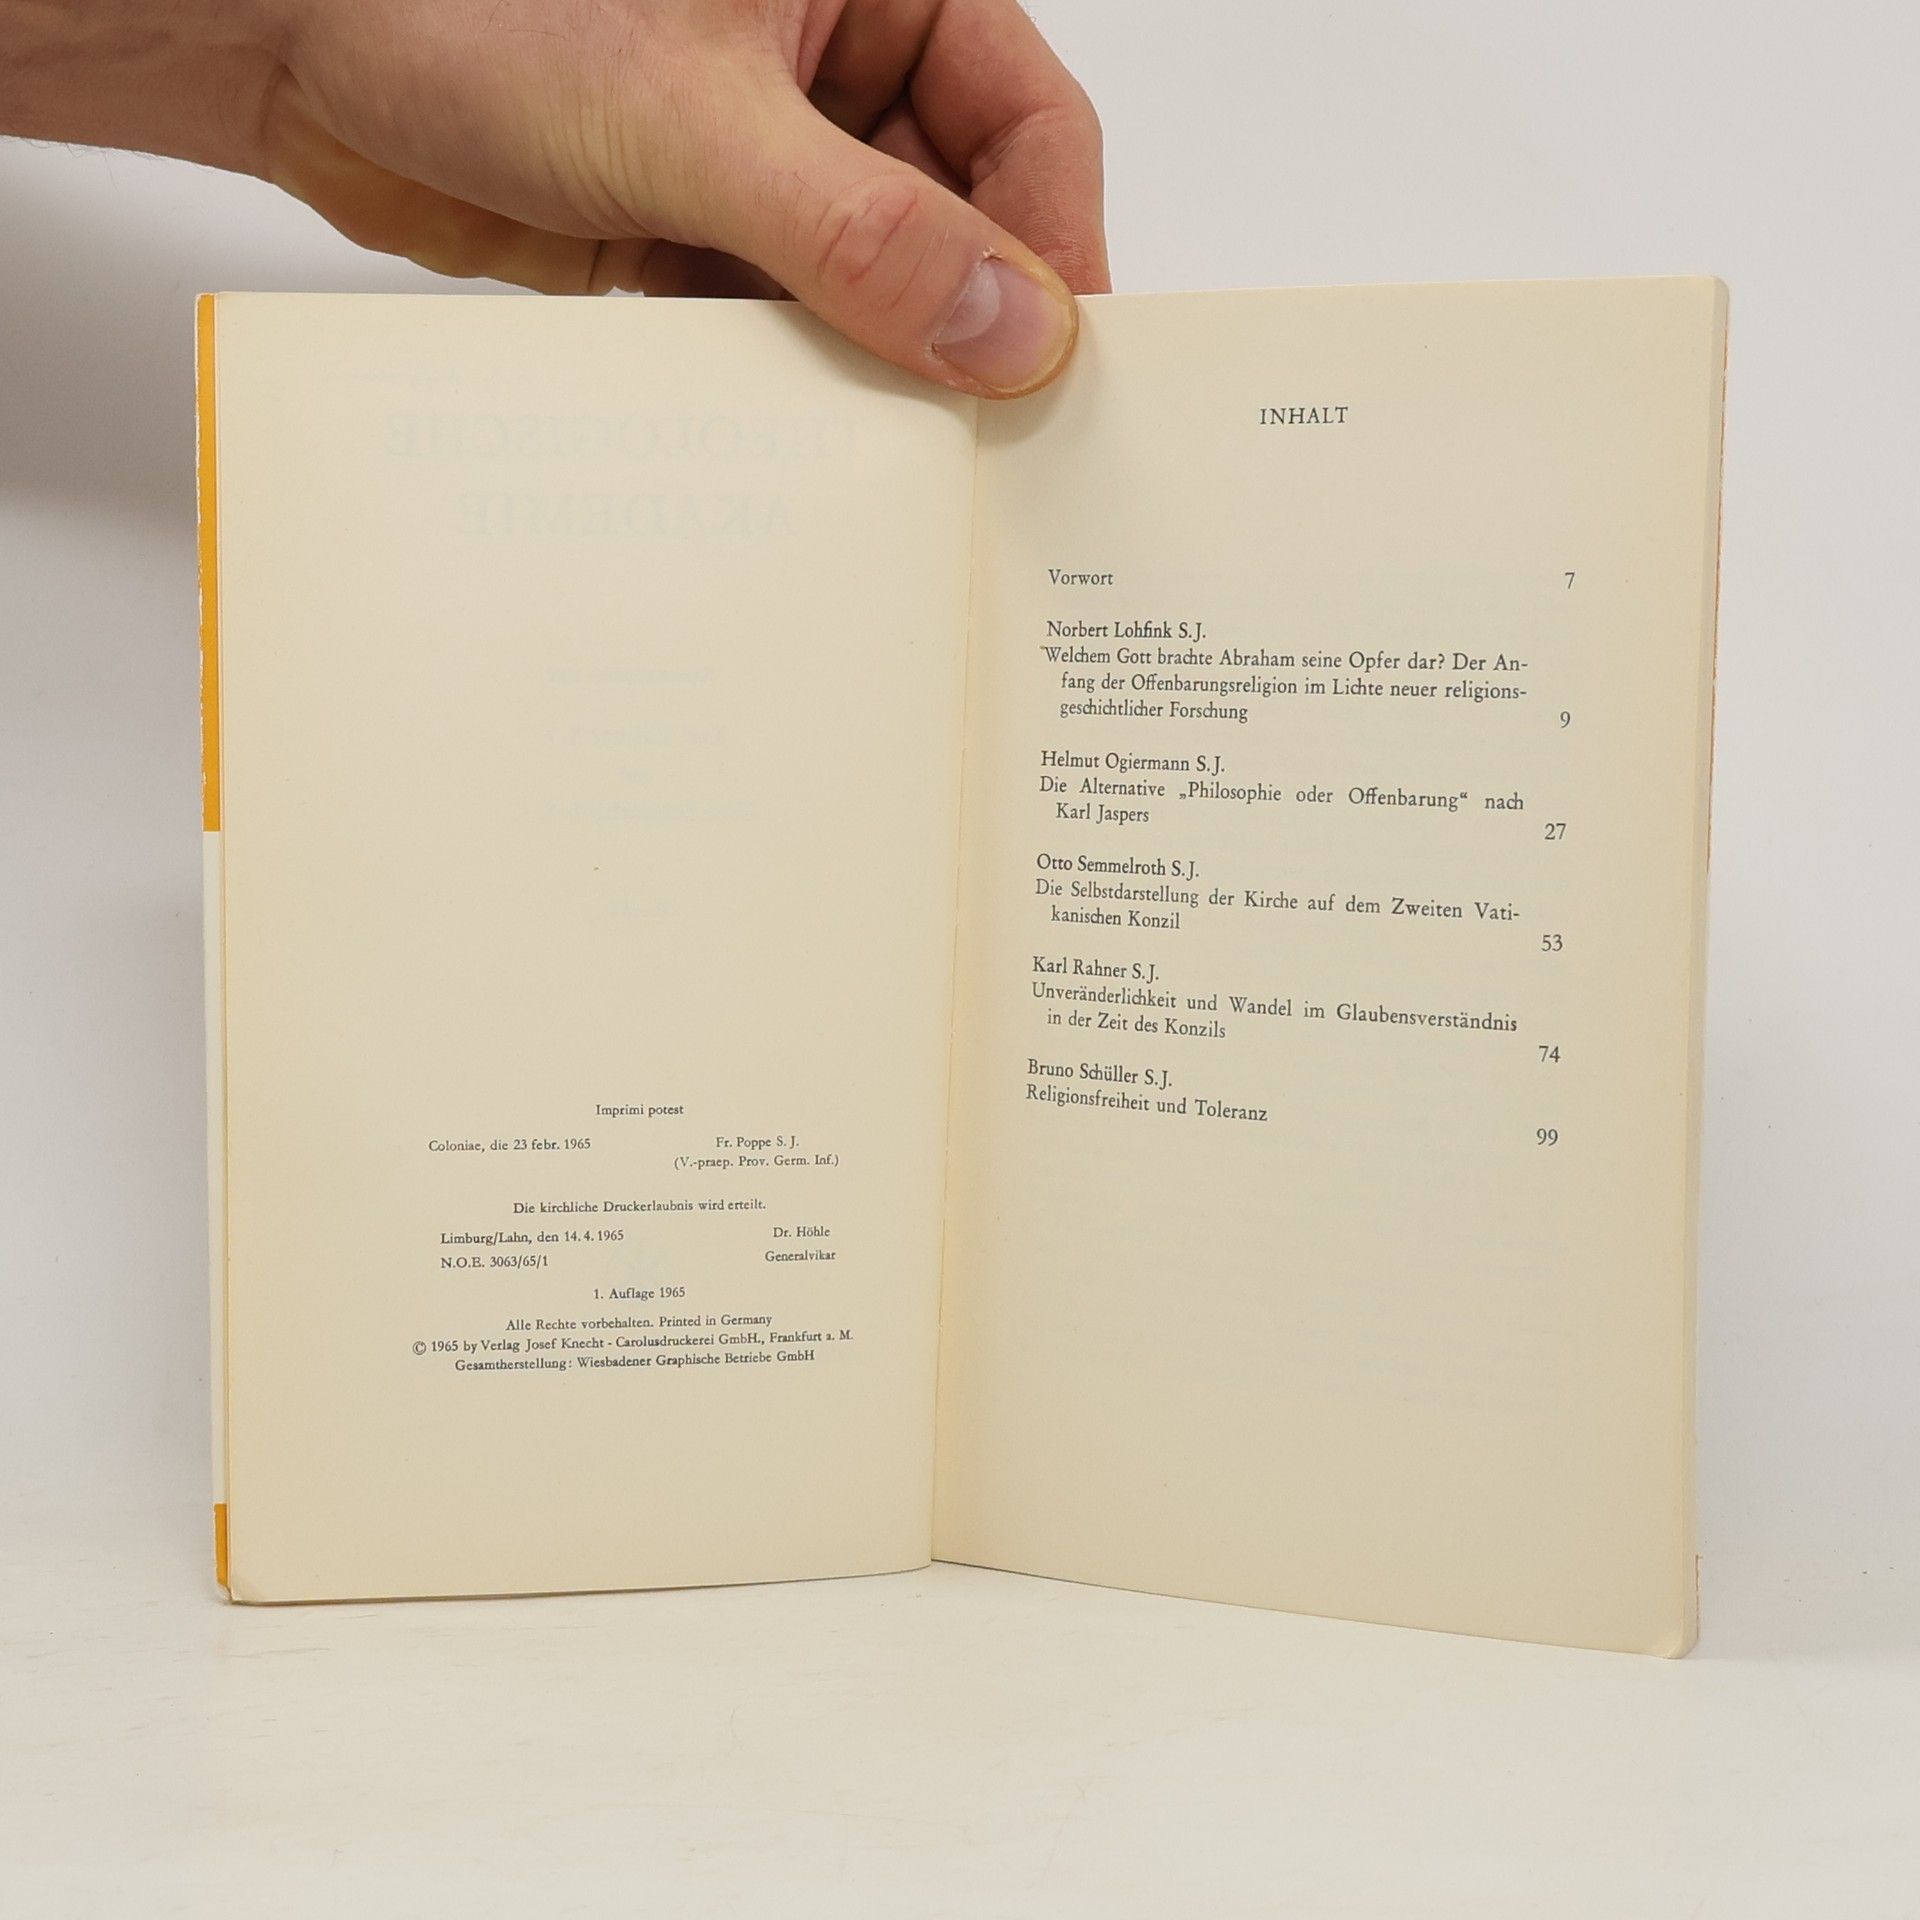 Imprimi potest
Coloniae, die 23 febr. 1965
Fr. Poppe S. J.
(V.-praep. Prov. Germ. Inf.)
Die kirchliche Druckerlaubnis wird erteilt.
Limburg/Lahn, den 14. 4. 1965
Dr. Höhle
N.O.E. 3063/65/1
Generalvikar
1. Auflage 1965
Alle Rechte vorbehalten. Printed in Germany
© 1965 by Verlag Josef Knecht - Carolusdruckerei GmbH., Frankfurt a. M.
Gesamtherstellung: Wiesbadener Graphische Betriebe GmbH
INHALT
Vorwort 7
Norbert Lohfink S.J.
Welchem Gott brachte Abraham seine Opfer dar? Der An-
fang der Offenbarungsreligion im Lichte neuer religions-
geschichtlicher Forschung 9
Helmut Ogiermann S.J.
Die Alternative „Philosophie oder Offenbarung“ nach
Karl Jaspers 27
Otto Semmelroth S.J.
Die Selbstdarstellung der Kirche auf dem Zweiten Vati-
kanischen Konzil 53
Karl Rahner S.J.
Unveränderlichkeit und Wandel im Glaubensverständnis
in der Zeit des Konzils 74
Bruno Schüller S.J.
Religionsfreiheit und Toleranz 99